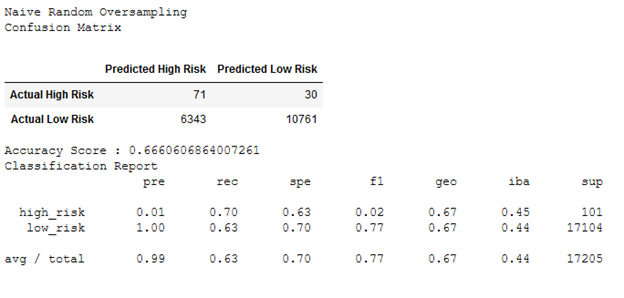 Naive Random Oversampling
Confusion Matrix
Predicted High Risk Predicted Low Risk
Actual High Risk 71 30
Actual Low Risk 6343 10761
Accuracy Score : 0.6660606864007261
Classification Report
pre rec spe f1 geo iba sup
high_risk 0.01 0.70 0.63 0.02 0.67 0.45 101
low_risk 1.00 0.63 0.70 0.77 0.67 0.44 17104
avg / total 0.99 0.63 0.70 0.77 0.67 0.44 17205